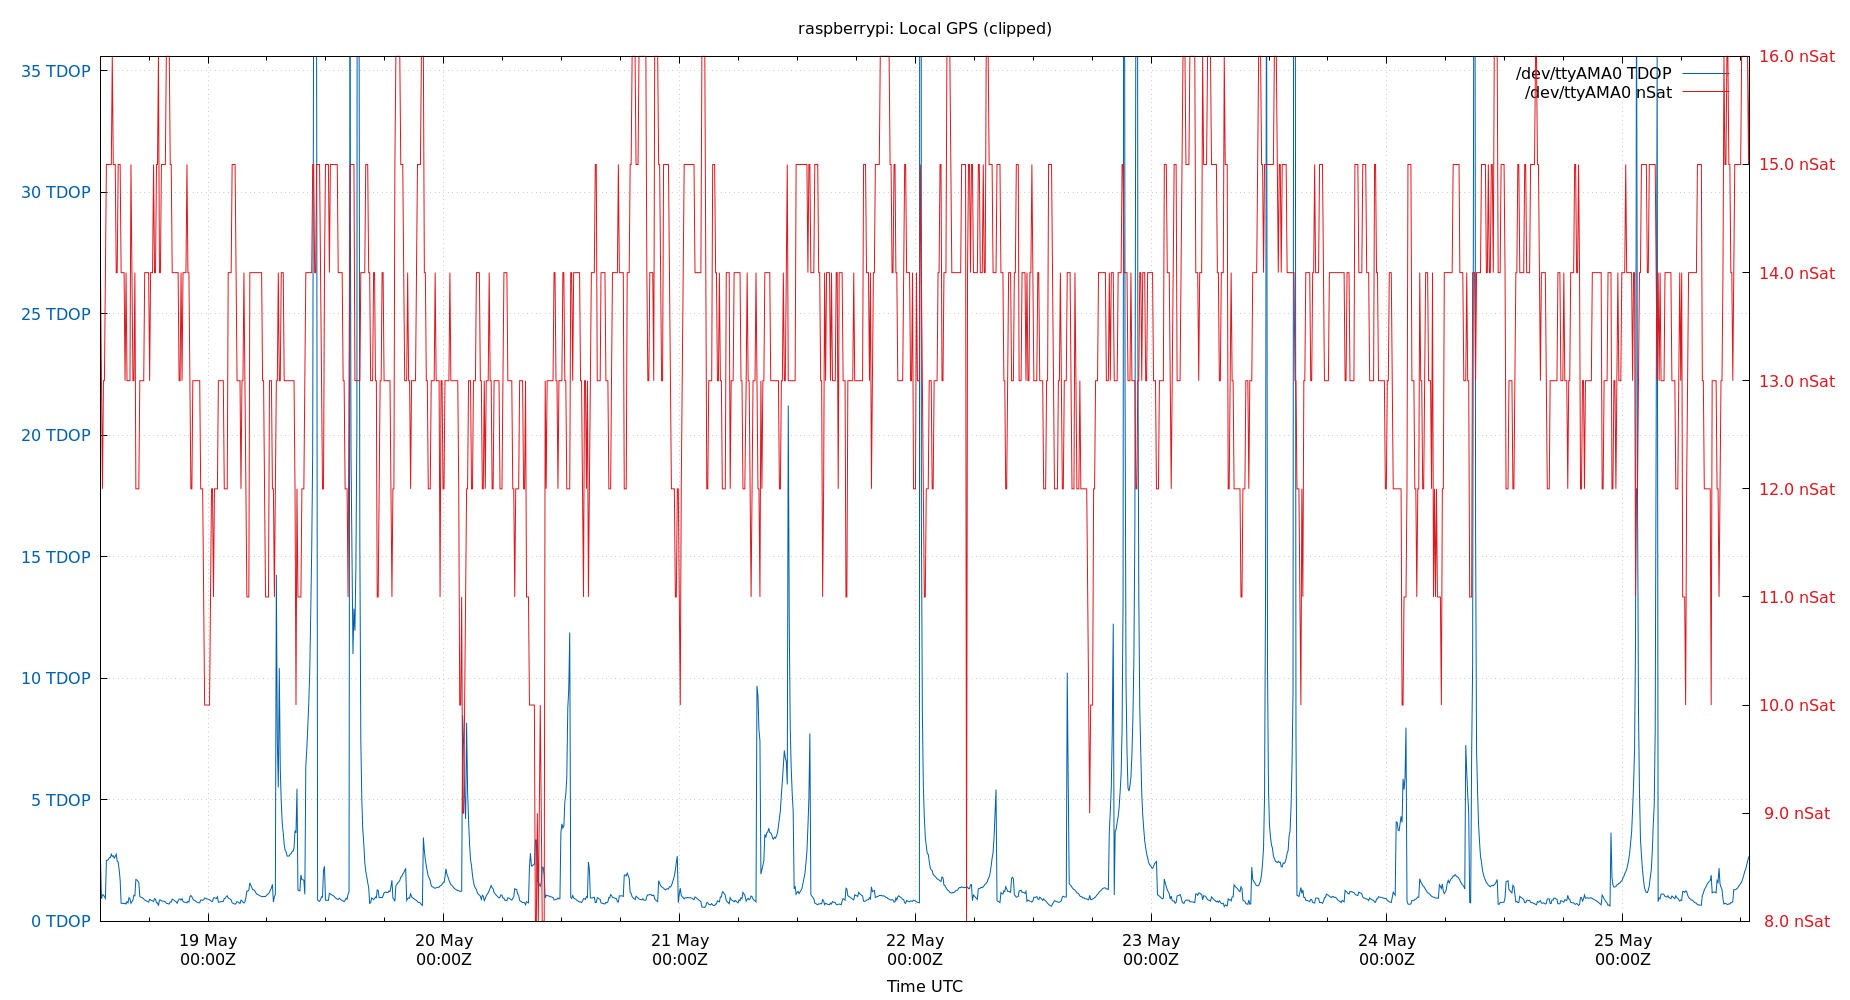 raspberrypi: Local GPS (clipped)
35 TDOP
30 TDOP
25 TDOP
20 TDOP
15 TDOP
10 TDOP
5 TDOP
0 TDOP
16.0 nSat
15.0 nSat
14.0 nSat
13.0 nSat
12.0 nSat
11.0 nSat
10.0 nSat
9.0 nSat
8.0 nSat
/dev/ttyAMA0 TDOP
/dev/ttyAMA0 nSat
19 May
00:00Z
20 May
00:00Z
21 May
00:00Z
22 May
00:00Z
23 May
00:00Z
24 May
00:00Z
25 May
00:00Z
Time UTC